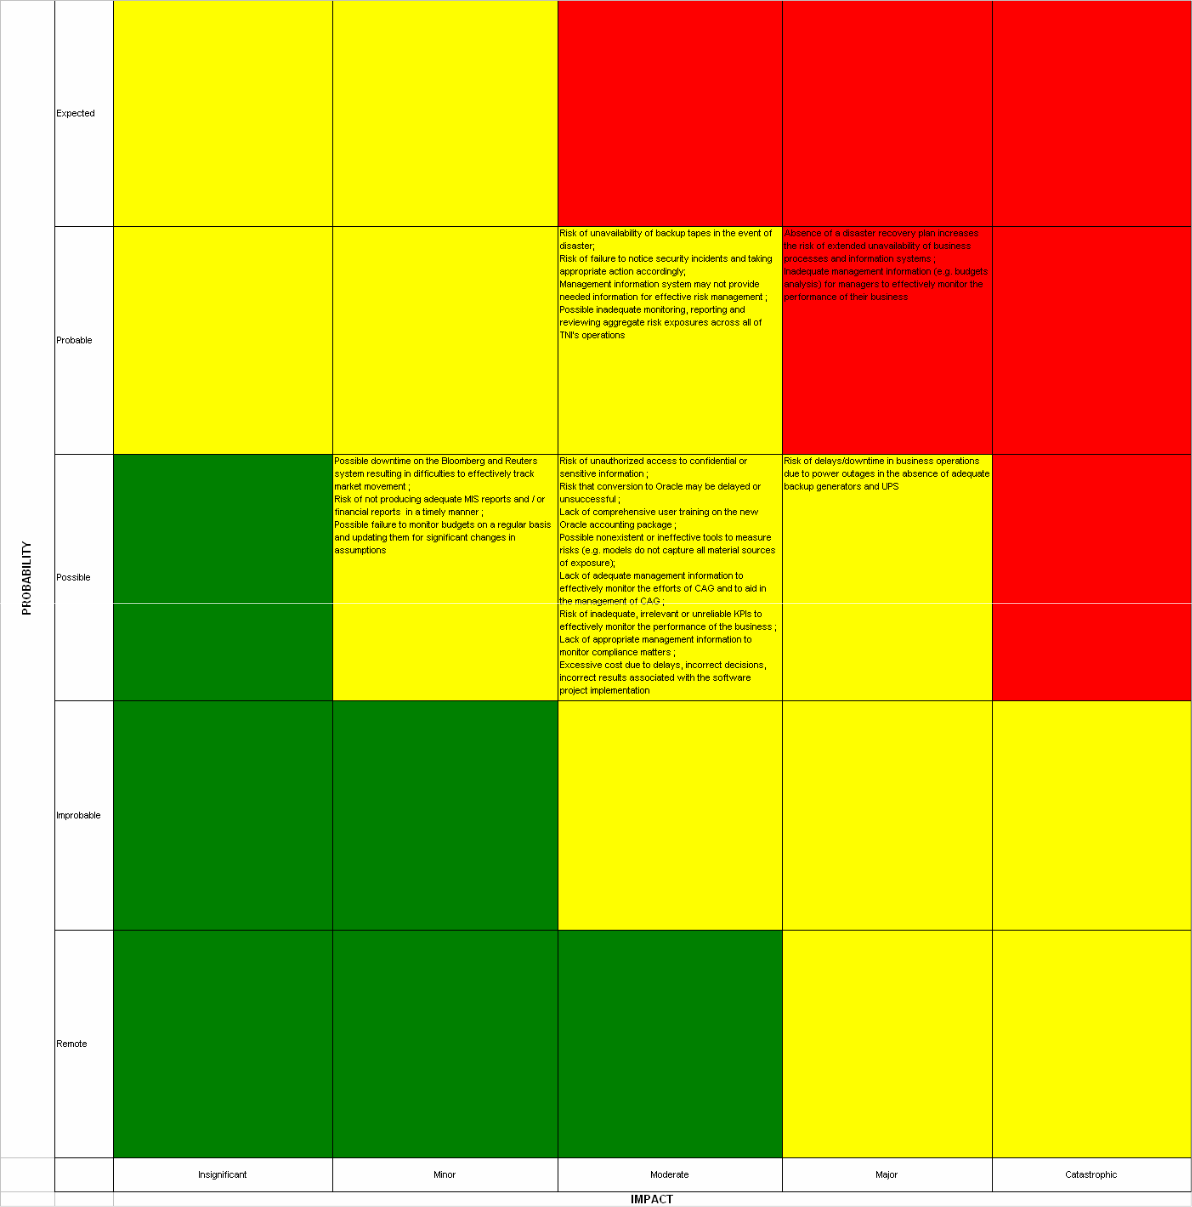 Expected
Probable
Risk of unavailability of backup tapes in the event of
disaster;
Risk of failure to notice security incidents and taking
appropriate action accordingly;
Management information system may not provide
needed information for effective risk management ;
Possible inadequate monitoring, reporting and
reviewing aggregate risk exposures across all of
TNI's operations
Absence of a disaster recovery plan increases
the risk of extended unavailability of business
processes and information systems ;
Inadequate management information (e.g. budgets
analysis) for managers to effectively monitor the
performance of their business
PROBABILITY
Possible
Possible downtime on the Bloomberg and Reuters
system resulting in difficulties to effectively track
market movement ;
Risk of not producing adequate MIS reports and / or
financial reports  in a timely manner ;
Possible failure to monitor budgets on a regular basis
and updating them for significant changes in
assumptions
Risk of unauthorized access to confidential or
sensitive information ;
Risk that conversion to Oracle may be delayed or
unsuccessful ;
Lack of comprehensive user training on the new
Oracle accounting package ;
Possible nonexistent or ineffective tools to measure
risks (e.g. models do not capture all material sources
of exposure);
Lack of adequate management information to
effectively monitor the efforts of CAG and to aid in
the management of CAG ;
Risk of inadequate, irrelevant or unreliable KPIs to
effectively monitor the performance of the business ;
Lack of appropriate management information to
monitor compliance matters ;
Excessive cost due to delays, incorrect decisions,
incorrect results associated with the software
project implementation
Risk of delays/downtime in business operations
due to power outages in the absence of adequate
backup generators and UPS
Improbable
Remote
Insignificant
Minor
Moderate
Major
Catastrophic
IMPACT